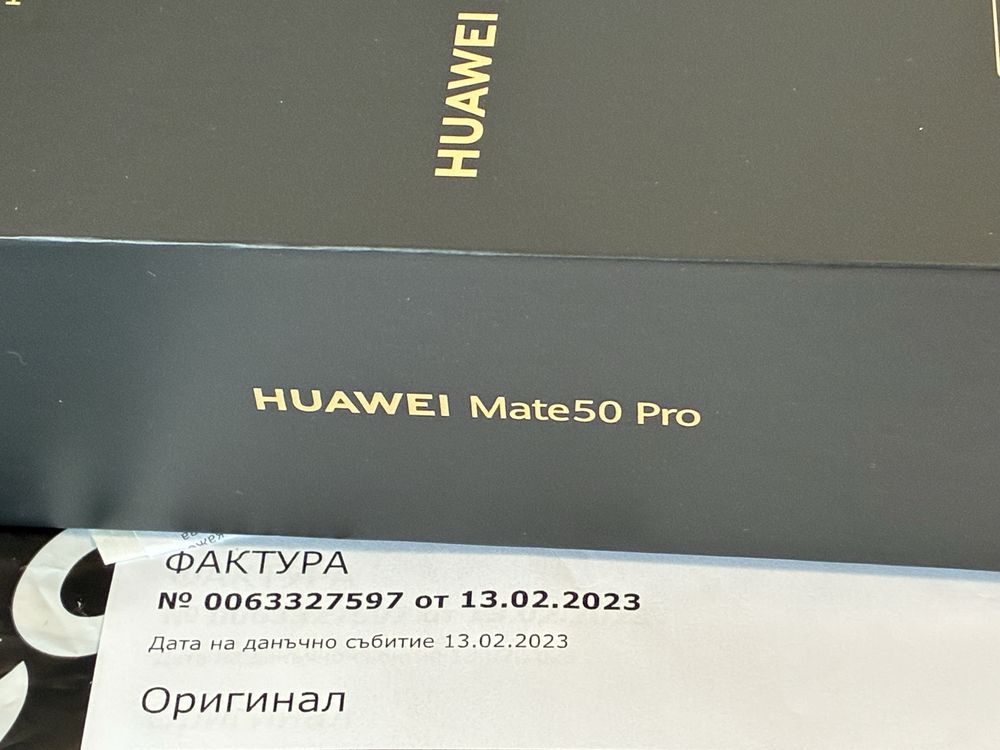 HUAWEI
HUAWEI Mate50 Pro
ФАКТУРА
№ 0063327597 от 13.02.2023
Дата на данъчно събитие 13.02.2023
Оригинал